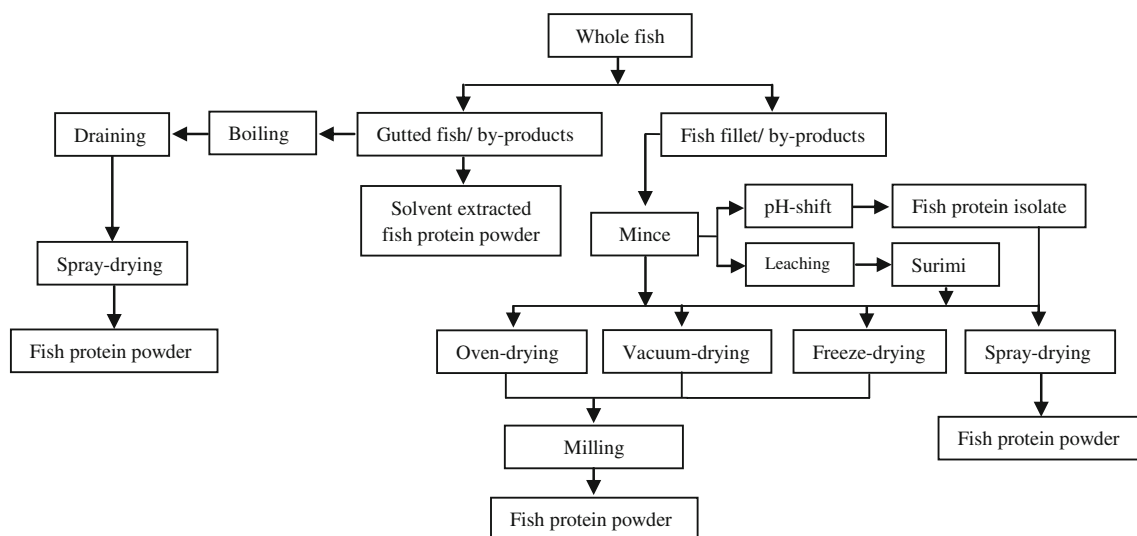 Whole fish
Draining
Boiling
Gutted fish/ by-products
Fish fillet/ by-products
Solvent extracted
fish protein powder
Mince
pH-shift
Fish protein isolate
Leaching
Surimi
Spray-drying
Fish protein powder
Oven-drying
Vacuum-drying
Freeze-drying
Spray-drying
Milling
Fish protein powder
Fish protein powder